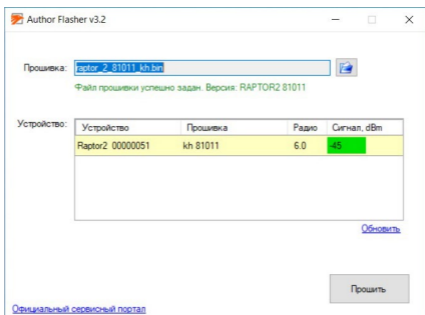 Author Flasher v3.2
Прошивка: raptor_2_81011_kh.bin
Файл прошивки успешно задан. Версия: RAPTOR2 81011
Устройство:
Устройство Прошивка Радио Сигнал, dBm
Raptor2 00000051 kh 81011 6.0 -45
Обновить
Прошить
Официальный сервисный портал